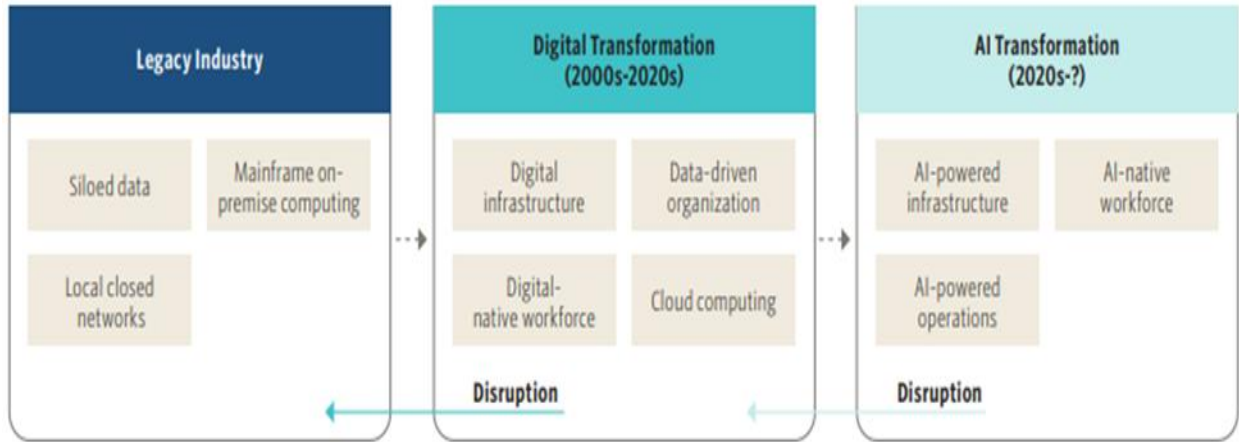 Legacy Industry
Siloed data
Mainframe on-
premise computing
Local closed
networks
Digital Transformation
(2000s-2020s)
Digital
infrastructure
Data-driven
organization
Digital-
native workforce
Cloud computing
Disruption
AI Transformation
(2020s-?)
AI-powered
infrastructure
AI-native
workforce
AI-powered
operations
Disruption